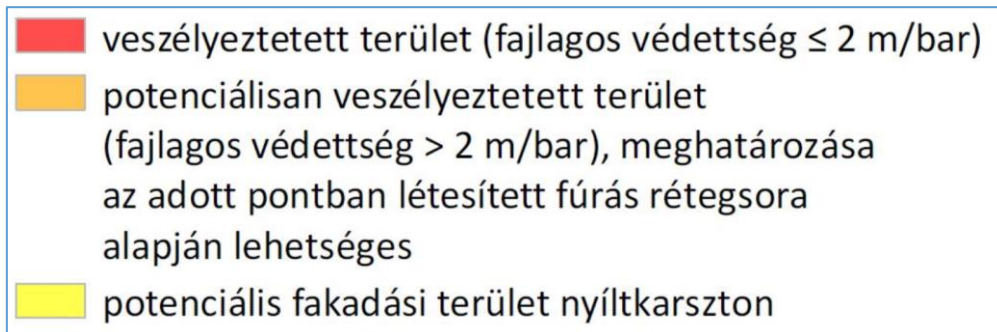 veszélyeztetett terület (fajlagos védettség ≤ 2 m/bar)
potenciálisan veszélyeztetett terület
(fajlagos védettség > 2 m/bar), meghatározása
az adott pontban létesített fúrás rétegsora
alapján lehetséges
potenciális fakadási terület nyíltkarszton